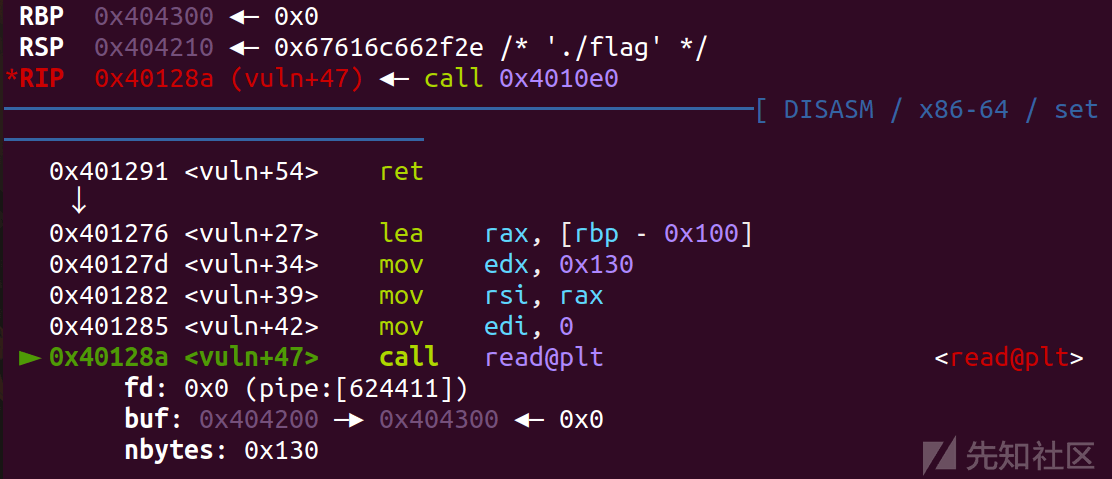 RBP 0x404300 ◂— 0x0
RSP 0x404210 ◂— 0x67616c662f2e /* './flag' */
*RIP 0x40128a (vuln+47) ◂— call 0x4010e0
[ DISASM / x86-64 / set
0x401291 <vuln+54> ret
↓
0x401276 <vuln+27> lea rax, [rbp - 0x100]
0x40127d <vuln+34> mov edx, 0x130
0x401282 <vuln+39> mov rsi, rax
0x401285 <vuln+42> mov edi, 0
► 0x40128a <vuln+47> call read@plt <read@plt>
fd: 0x0 (pipe:[624411])
buf: 0x404200 —▸ 0x404300 ◂— 0x0
nbytes: 0x130
先知社区